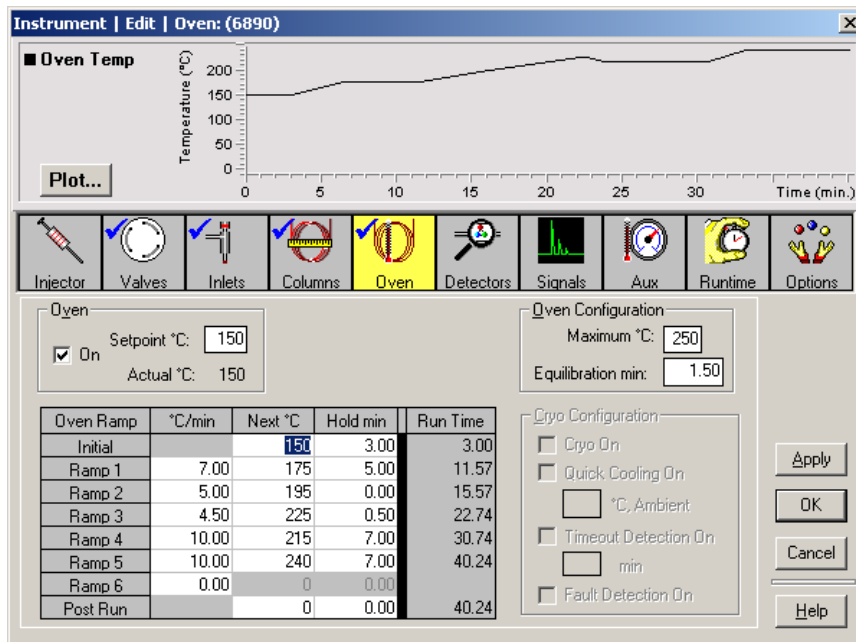 Instrument | Edit | Oven: (6890)
Oven Temp
Temperature (°C)
200
150
100
50
0
Plot...
0 5 10 15 20 25 30 Time (min.)
Injector Valves Inlets Columns Oven Detectors Signals Aux Runtime Options
Oven
On
Setpoint °C: 150
Actual °C: 150
Oven Configuration
Maximum °C: 250
Equilibration min: 1.50
Oven Ramp °C/min Next °C Hold min Run Time
Initial 150 3.00 3.00
Ramp 1 7.00 175 5.00 11.57
Ramp 2 5.00 195 0.00 15.57
Ramp 3 4.50 225 0.50 22.74
Ramp 4 10.00 215 7.00 30.74
Ramp 5 10.00 240 7.00 40.24
Ramp 6 0.00 0 0.00
Post Run 0 0.00 40.24
Cryo Configuration
Cryo On
Quick Cooling On
°C, Ambient
Timeout Detection On
min
Fault Detection On
Apply
OK
Cancel
Help